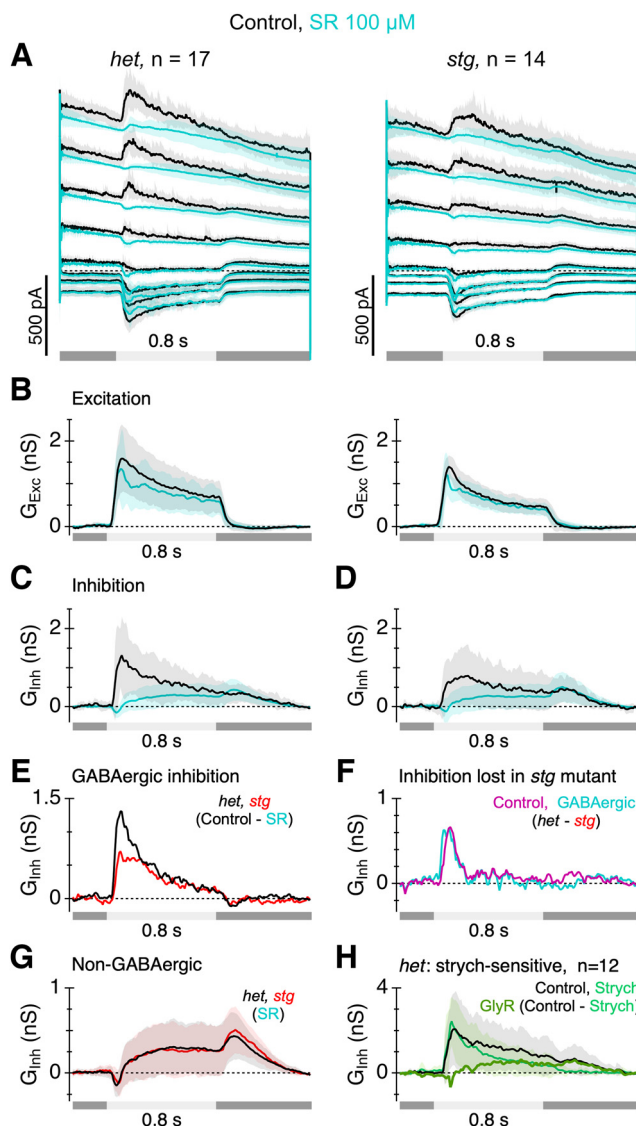 Control, SR 100 µM
A
het, n = 17
stg, n = 14
500 pA
0.8 s
500 pA
0.8 s
B
Excitation
2
0
G_Exc (nS)
0.8 s
2
0
G_Exc (nS)
0.8 s
C
Inhibition
D
2
0
G_Inh (nS)
0.8 s
2
0
G_Inh (nS)
0.8 s
E
GABAergic inhibition
het, stg
(Control - SR)
1.5
0
G_Inh (nS)
0.8 s
F
Inhibition lost in stg mutant
Control, GABAergic
(het - stg)
1
0
G_Inh (nS)
0.8 s
G
Non-GABAergic
het, stg
(SR)
1
0
G_Inh (nS)
0.8 s
H
het: strych-sensitive, n=12
Control, Strych
GlyR (Control - Strych)
4
0
G_Inh (nS)
0.8 s